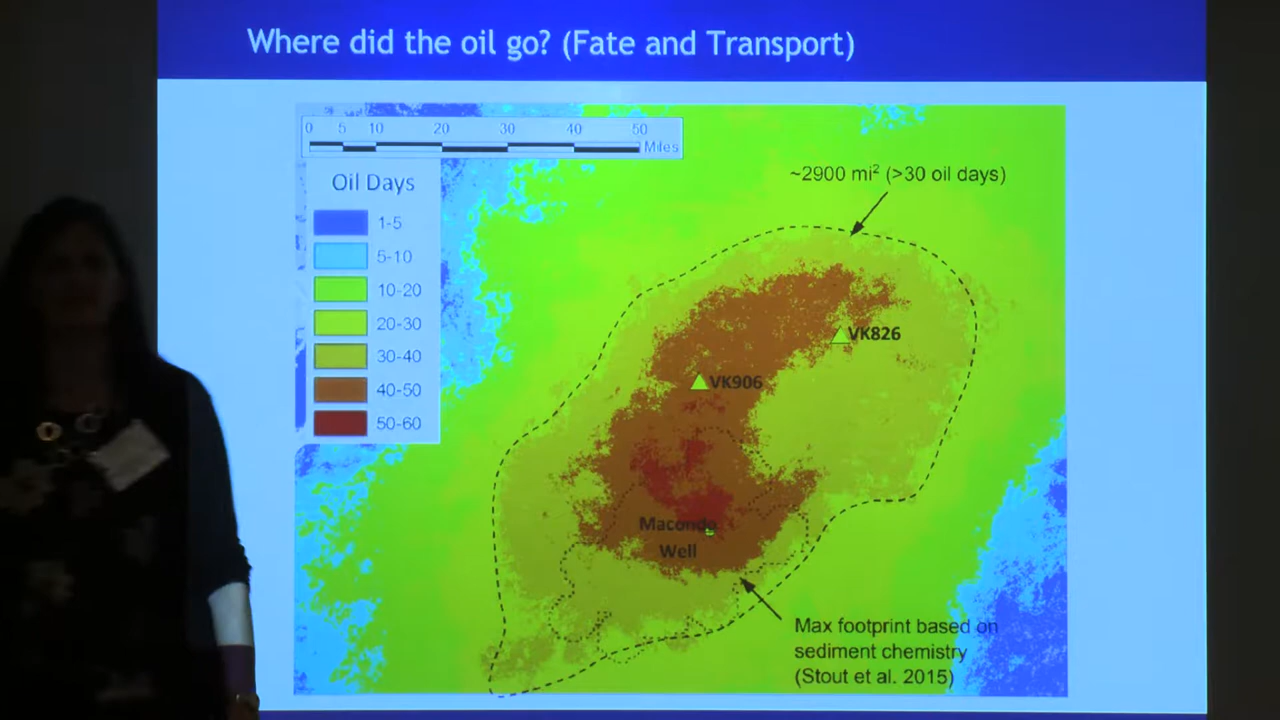 Where did the oil go? (Fate and Transport)
0 5 10 20 30 40 50
Miles
Oil Days
1-5
5-10
10-20
20-30
30-40
40-50
50-60
~2900 mi² (>30 oil days)
VK826
VK906
Macondo
Well
Max footprint based on
sediment chemistry
(Stout et al. 2015)